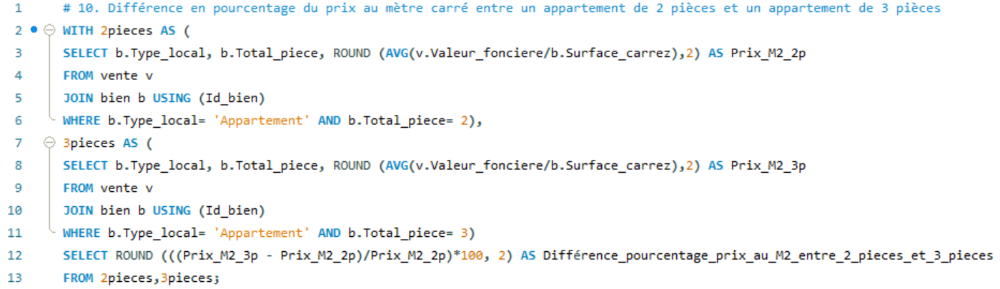 1 # 10. Différence en pourcentage du prix au mètre carré entre un appartement de 2 pièces et un appartement de 3 pièces
2 WITH 2pieces AS (
3 SELECT b.Type_local, b.Total_piece, ROUND (AVG(v.Valeur_fonciere/b.Surface_carrez),2) AS Prix_M2_2p
4 FROM vente v
5 JOIN bien b USING (Id_bien)
6 WHERE b.Type_local= 'Appartement' AND b.Total_piece= 2),
7 3pieces AS (
8 SELECT b.Type_local, b.Total_piece, ROUND (AVG(v.Valeur_fonciere/b.Surface_carrez),2) AS Prix_M2_3p
9 FROM vente v
10 JOIN bien b USING (Id_bien)
11 WHERE b.Type_local= 'Appartement' AND b.Total_piece= 3)
12 SELECT ROUND (((Prix_M2_3p - Prix_M2_2p)/Prix_M2_2p)*100, 2) AS Différence_pourcentage_prix_au_M2_entre_2_pieces_et_3_pieces
13 FROM 2pieces,3pieces;